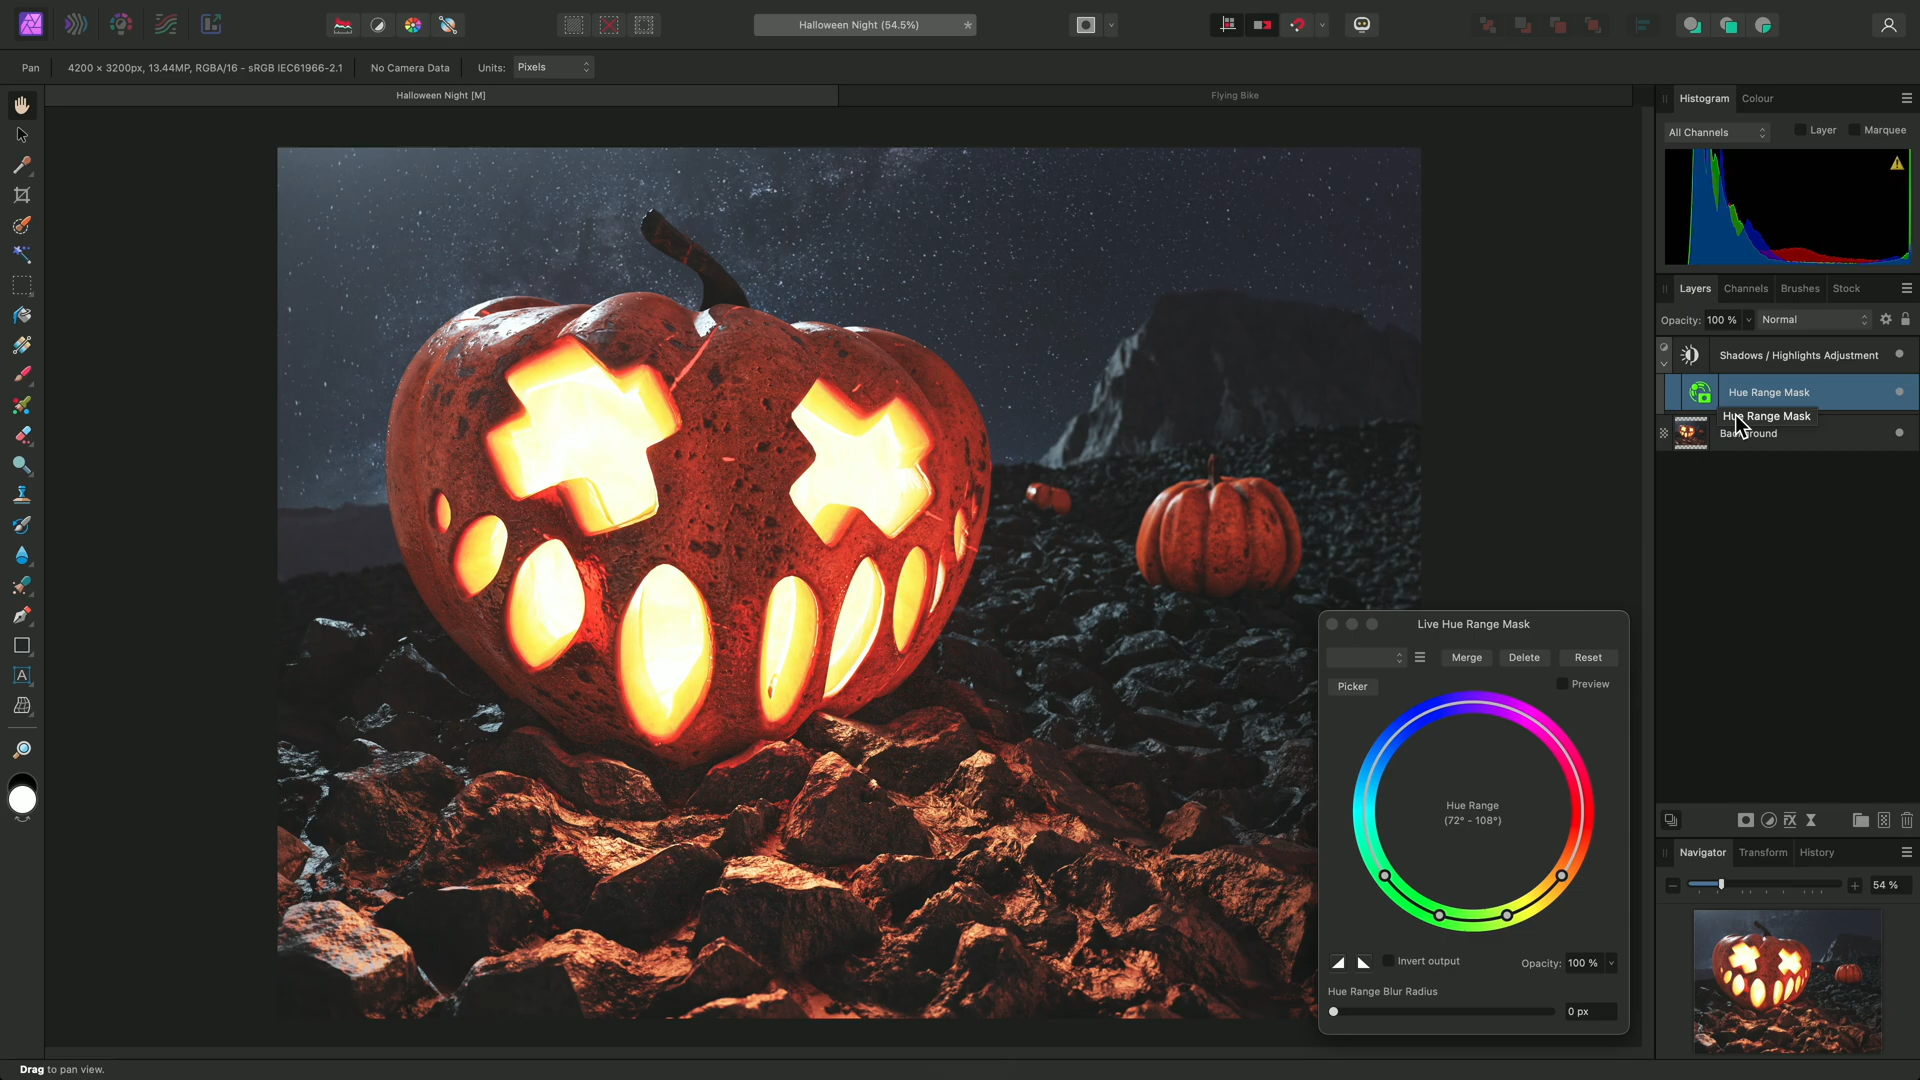 Halloween Night (54.5%) *
Pan 4200 × 3200px, 13.44MP, RGBA/16 - sRGB IEC61966-2.1 No Camera Data Units: Pixels
Halloween Night [M] Flying Bike
Histogram Colour
All Channels Layer Marquee
Layers Channels Brushes Stock
Opacity: 100 % Normal
Shadows / Highlights Adjustment
Hue Range Mask
Hue Range Mask
Background
Live Hue Range Mask
Merge Delete Reset
Picker Preview
Hue Range
(72° - 108°)
Invert output Opacity: 100 %
Hue Range Blur Radius
0 px
Navigator Transform History
54 %
Drag to pan view.